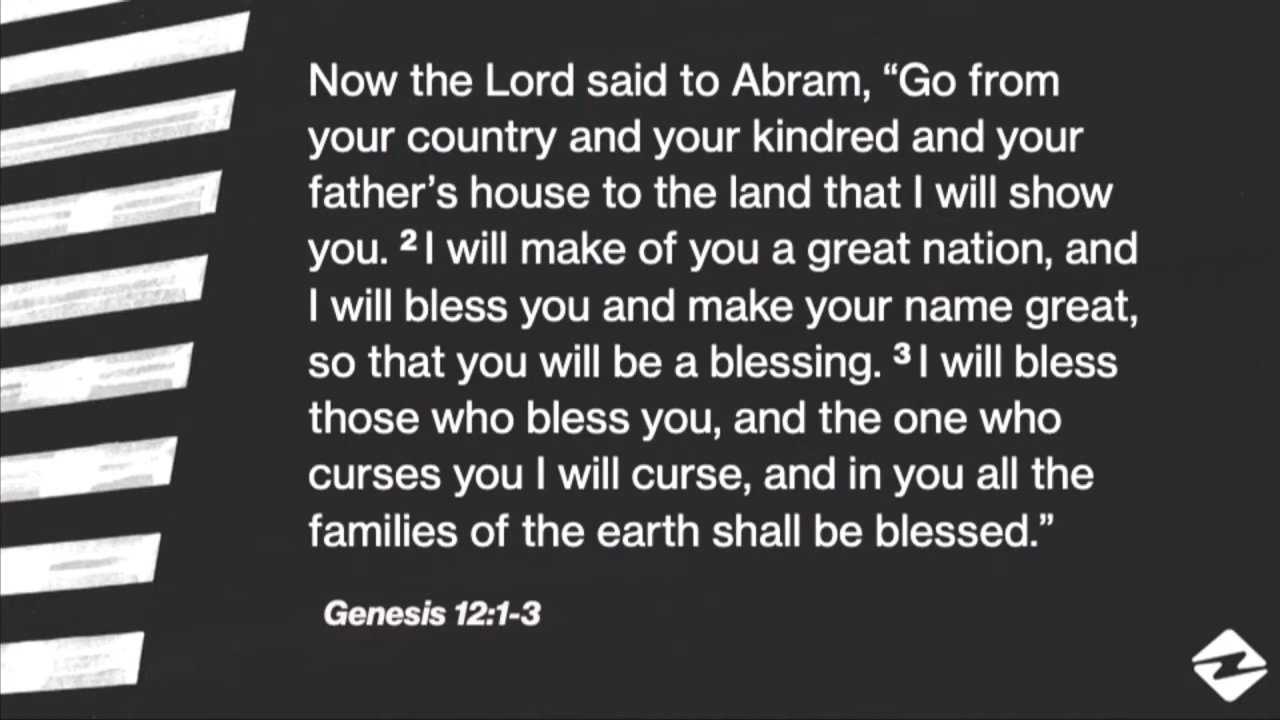 Now the Lord said to Abram, “Go from
your country and your kindred and your
father’s house to the land that I will show
you. ² I will make of you a great nation, and
I will bless you and make your name great,
so that you will be a blessing. ³ I will bless
those who bless you, and the one who
curses you I will curse, and in you all the
families of the earth shall be blessed.”
Genesis 12:1-3